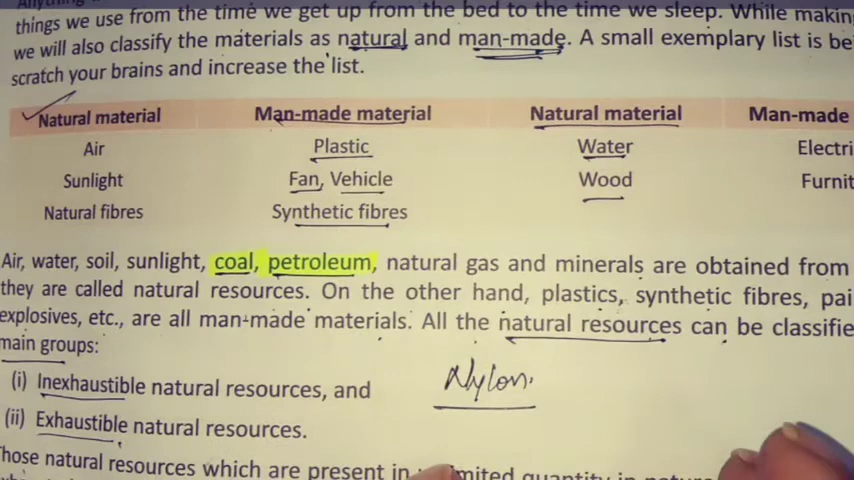 things we use from the time we get up from the bed to the time we sleep. While making
we will also classify the materials as natural and man-made. A small exemplary list is be
scratch your brains and increase the list.
Natural material Man-made material Natural material Man-made
Air Plastic Water Electri
Sunlight Fan, Vehicle Wood Furnit
Natural fibres Synthetic fibres
Air, water, soil, sunlight, coal, petroleum, natural gas and minerals are obtained from
they are called natural resources. On the other hand, plastics, synthetic fibres, pai
explosives, etc., are all man-made materials. All the natural resources can be classifie
main groups:
(i) Inexhaustible natural resources, and
Nylon.
(ii) Exhaustible natural resources.
hose natural resources which are present in limited quantity in